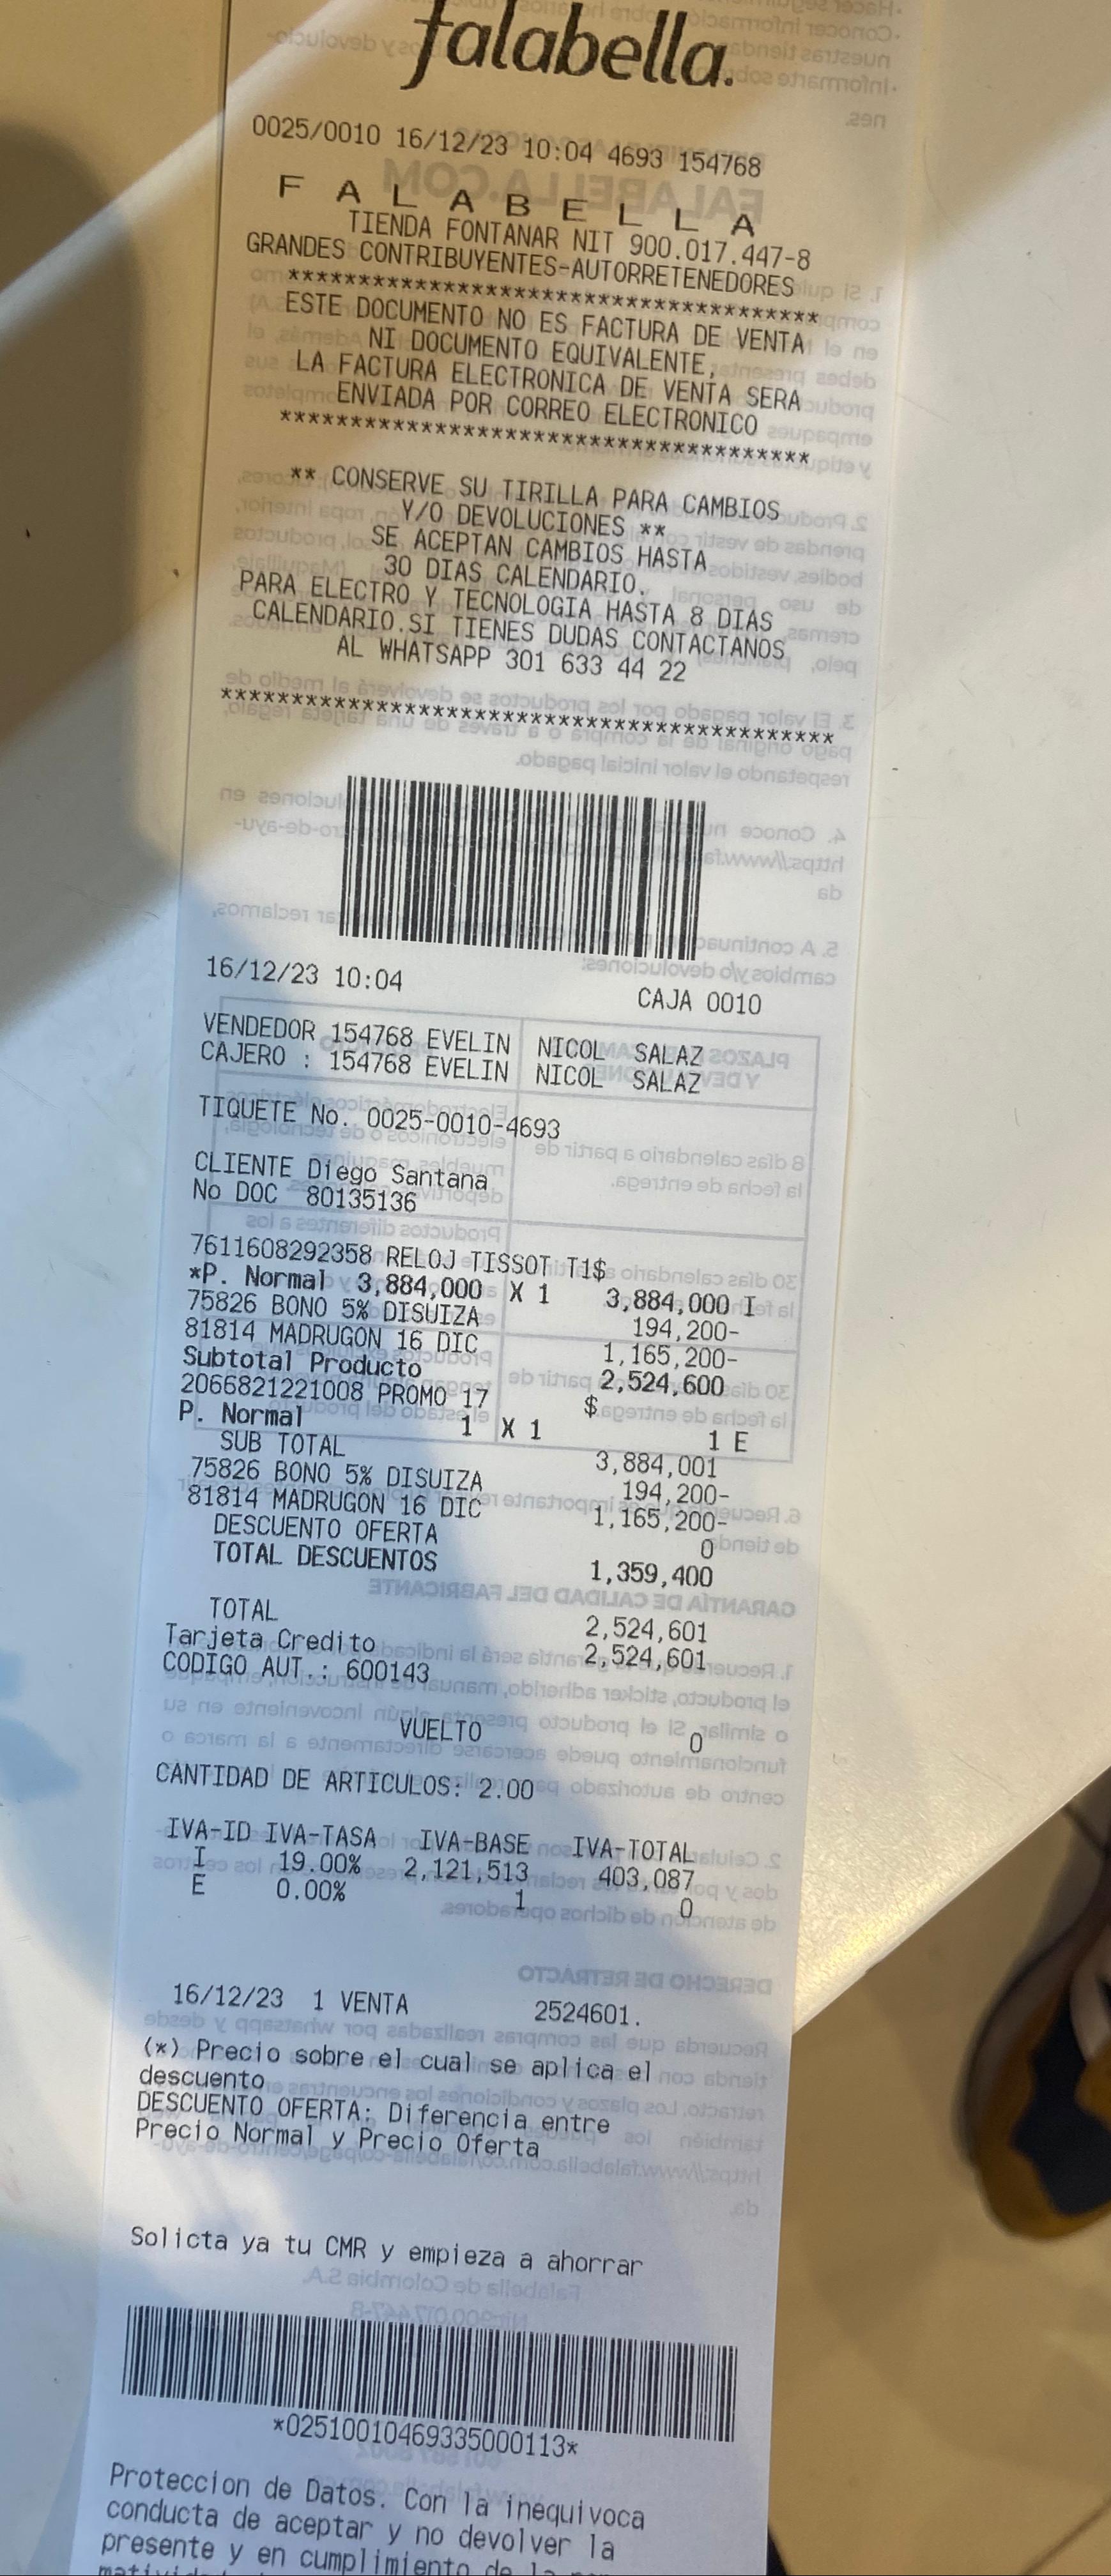 falabella.
0025/0010 16/12/23 10:04 4693 154768
F A L A B E L L A
TIENDA FONTANAR NIT 900.017.447-8
GRANDES CONTRIBUYENTES-AUTORRETENEDORES
**************************************
ESTE DOCUMENTO NO ES FACTURA DE VENTA
NI DOCUMENTO EQUIVALENTE,
LA FACTURA ELECTRONICA DE VENTA SERA
ENVIADA POR CORREO ELECTRONICO
**************************************
** CONSERVE SU TIRILLA PARA CAMBIOS
Y/O DEVOLUCIONES **
SE ACEPTAN CAMBIOS HASTA
30 DIAS CALENDARIO.
PARA ELECTRO Y TECNOLOGIA HASTA 8 DIAS
CALENDARIO.SI TIENES DUDAS CONTACTANOS
AL WHATSAPP 301 633 44 22
********************************************
16/12/23 10:04 CAJA 0010
VENDEDOR 154768 EVELIN NICOL SALAZ
CAJERO : 154768 EVELIN NICOL SALAZ
TIQUETE No. 0025-0010-4693
CLIENTE Diego Santana
No DOC 80135136
7611608292358 RELOJ TISSOT T1$
*P. Normal 3,884,000 X 1 3,884,000 I
75826 BONO 5% DISUIZA 194,200-
81814 MADRUGON 16 DIC 1,165,200-
Subtotal Producto 2,524,600
2066821221008 PROMO 17 $
P. Normal 1 X 1 1 E
SUB TOTAL 3,884,001
75826 BONO 5% DISUIZA 194,200-
81814 MADRUGON 16 DIC 1,165,200-
DESCUENTO OFERTA 0
TOTAL DESCUENTOS 1,359,400
TOTAL 2,524,601
Tarjeta Credito 2,524,601
CODIGO AUT.: 600143
VUELTO 0
CANTIDAD DE ARTICULOS: 2.00
IVA-ID IVA-TASA IVA-BASE IVA-TOTAL
I 19.00% 2,121,513 403,087
E 0.00% 1 0
16/12/23 1 VENTA 2524601.
(*) Precio sobre el cual se aplica el
descuento
DESCUENTO OFERTA: Diferencia entre
Precio Normal y Precio Oferta
Solicta ya tu CMR y empieza a ahorrar
*02510010469335000113*
Proteccion de Datos. Con la inequivoca
conducta de aceptar y no devolver la
presente y en cumplimiento de la